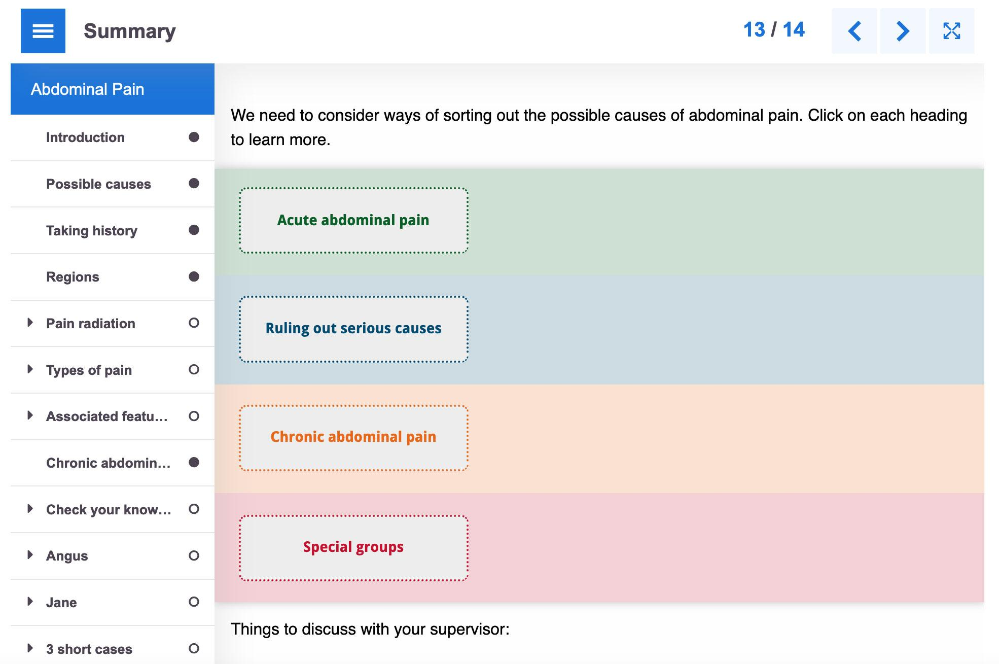 Summary
13 / 14
Abdominal Pain
Introduction
Possible causes
Taking history
Regions
Pain radiation
Types of pain
Associated featu...
Chronic abdomin...
Check your know...
Angus
Jane
3 short cases
We need to consider ways of sorting out the possible causes of abdominal pain. Click on each heading
to learn more.
Acute abdominal pain
Ruling out serious causes
Chronic abdominal pain
Special groups
Things to discuss with your supervisor: